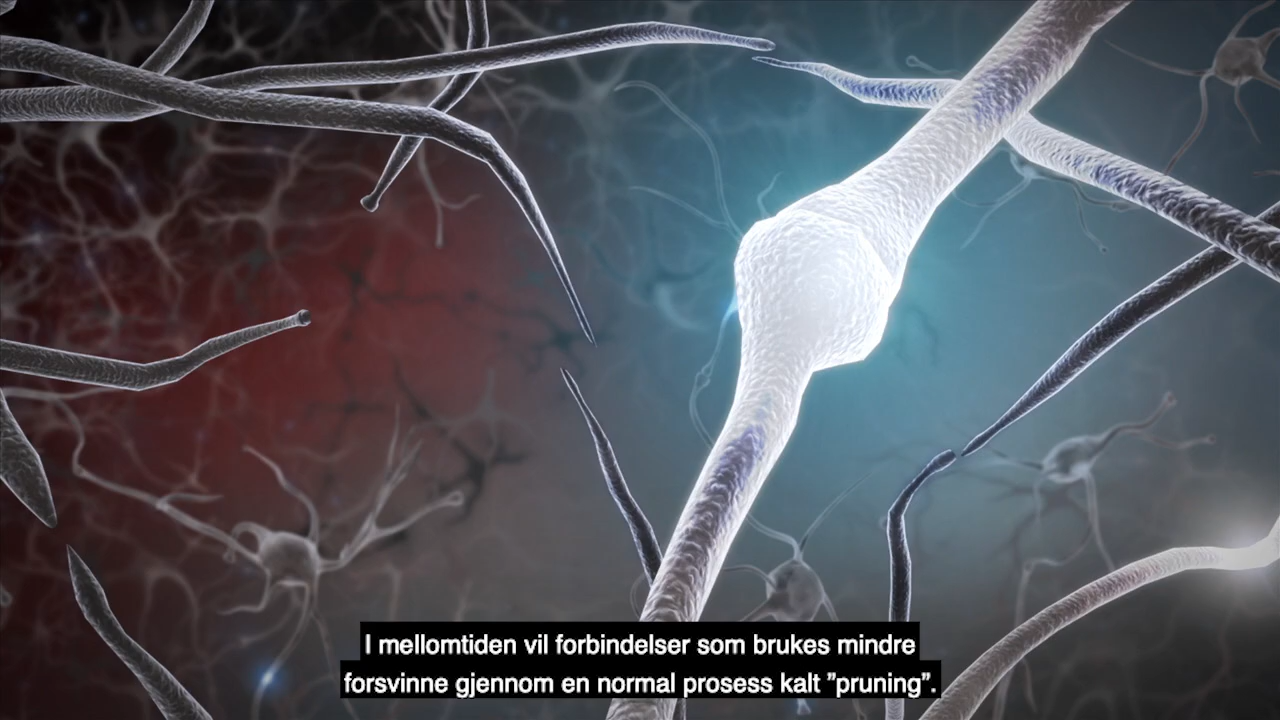 I mellomtiden vil forbindelser som brukes mindre
forsvinne gjennom en normal prosess kalt ”pruning”.